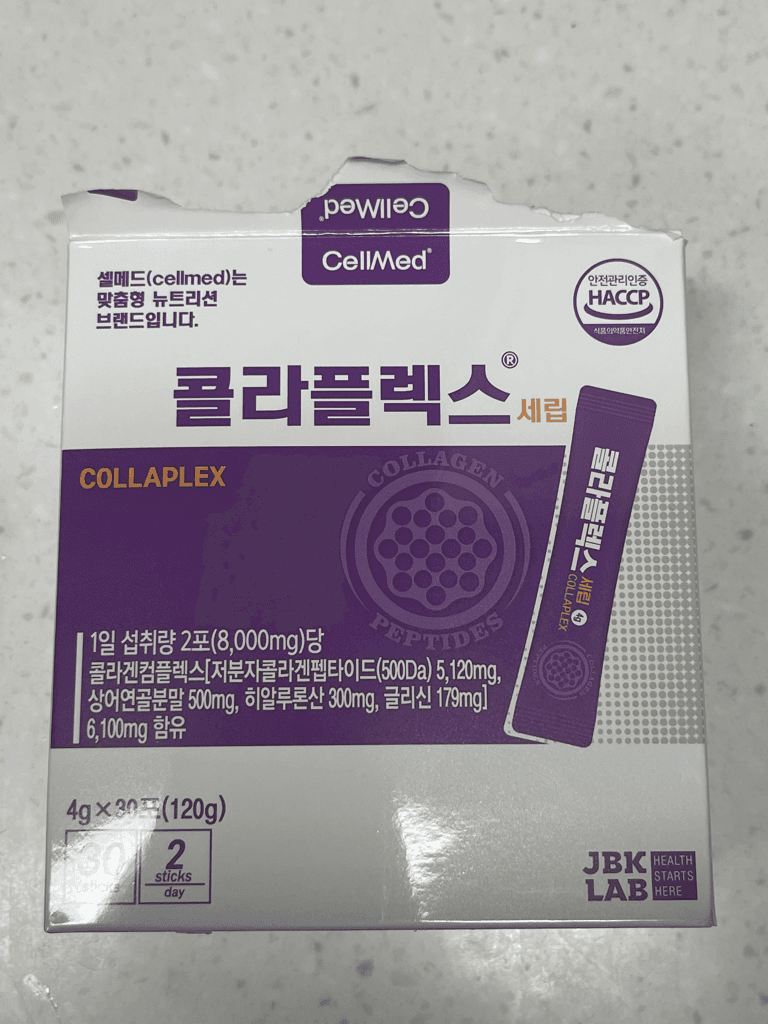 CellMed®
CellMed®
셀메드(cellmed)는
맞춤형 뉴트리션
브랜드입니다.
안전관리인증
HACCP
식품의약품안전처
콜라플렉스® 세립
COLLAPLEX
COLLAGEN
PEPTIDES
콜라플렉스 세립 4g
COLLAPLEX
1일 섭취량 2포(8,000mg)당
콜라겐컴플렉스[저분자콜라겐펩타이드(500Da) 5,120mg,
상어연골분말 500mg, 히알루론산 300mg, 글리신 179mg]
6,100mg 함유
4g×30포(120g)
30
sticks
2
sticks
day
JBK
LAB
HEALTH
STARTS
HERE